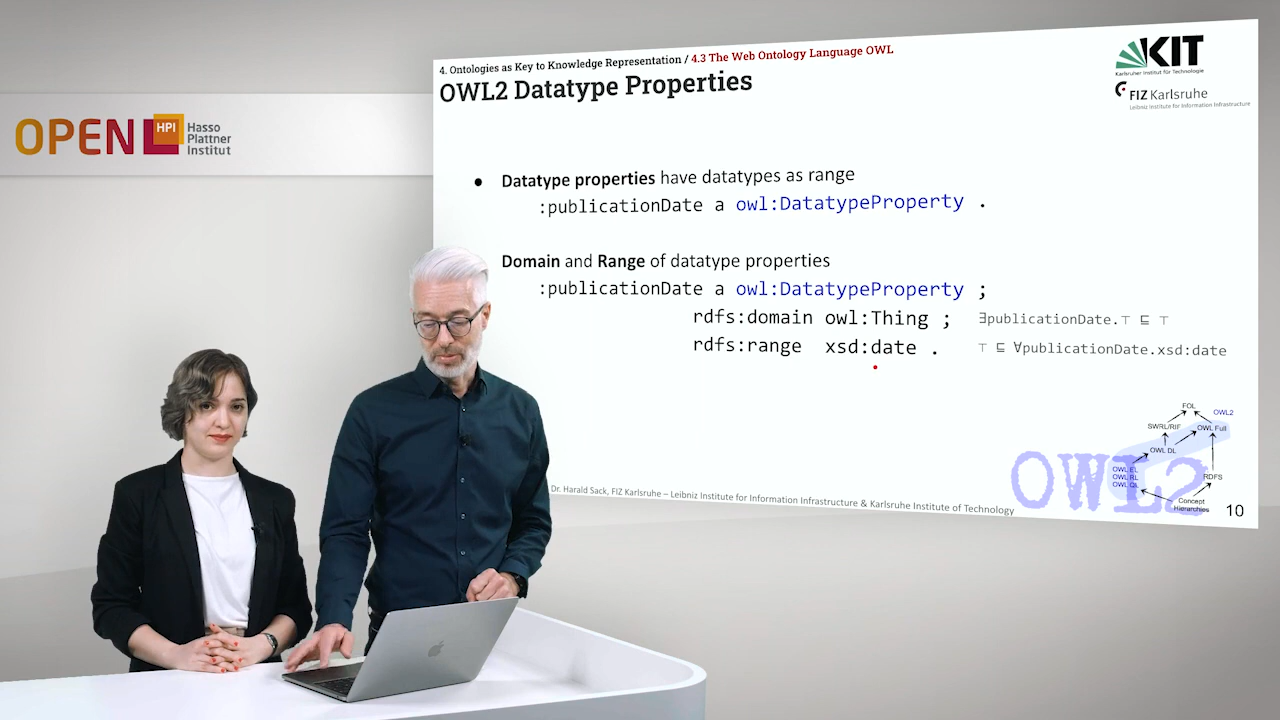 OPEN HPI Hasso
Plattner
Institut
4. Ontologies as Key to Knowledge Representation / 4.3 The Web Ontology Language OWL
OWL2 Datatype Properties
KIT
Karlsruher Institut für Technologie
FIZ Karlsruhe
Leibniz Institute for Information Infrastructure
● Datatype properties have datatypes as range
:publicationDate a owl:DatatypeProperty .
Domain and Range of datatype properties
:publicationDate a owl:DatatypeProperty ;
rdfs:domain owl:Thing ; ∃publicationDate.⊤ ⊑ ⊤
rdfs:range xsd:date . ⊤ ⊑ ∀publicationDate.xsd:date
FOL
OWL2
SWRL/RIF
OWL Full
OWL DL
OWL EL
OWL RL
OWL QL
RDFS
Concept
Hierarchies
OWL2
Dr. Harald Sack, FIZ Karlsruhe – Leibniz Institute for Information Infrastructure & Karlsruhe Institute of Technology
10